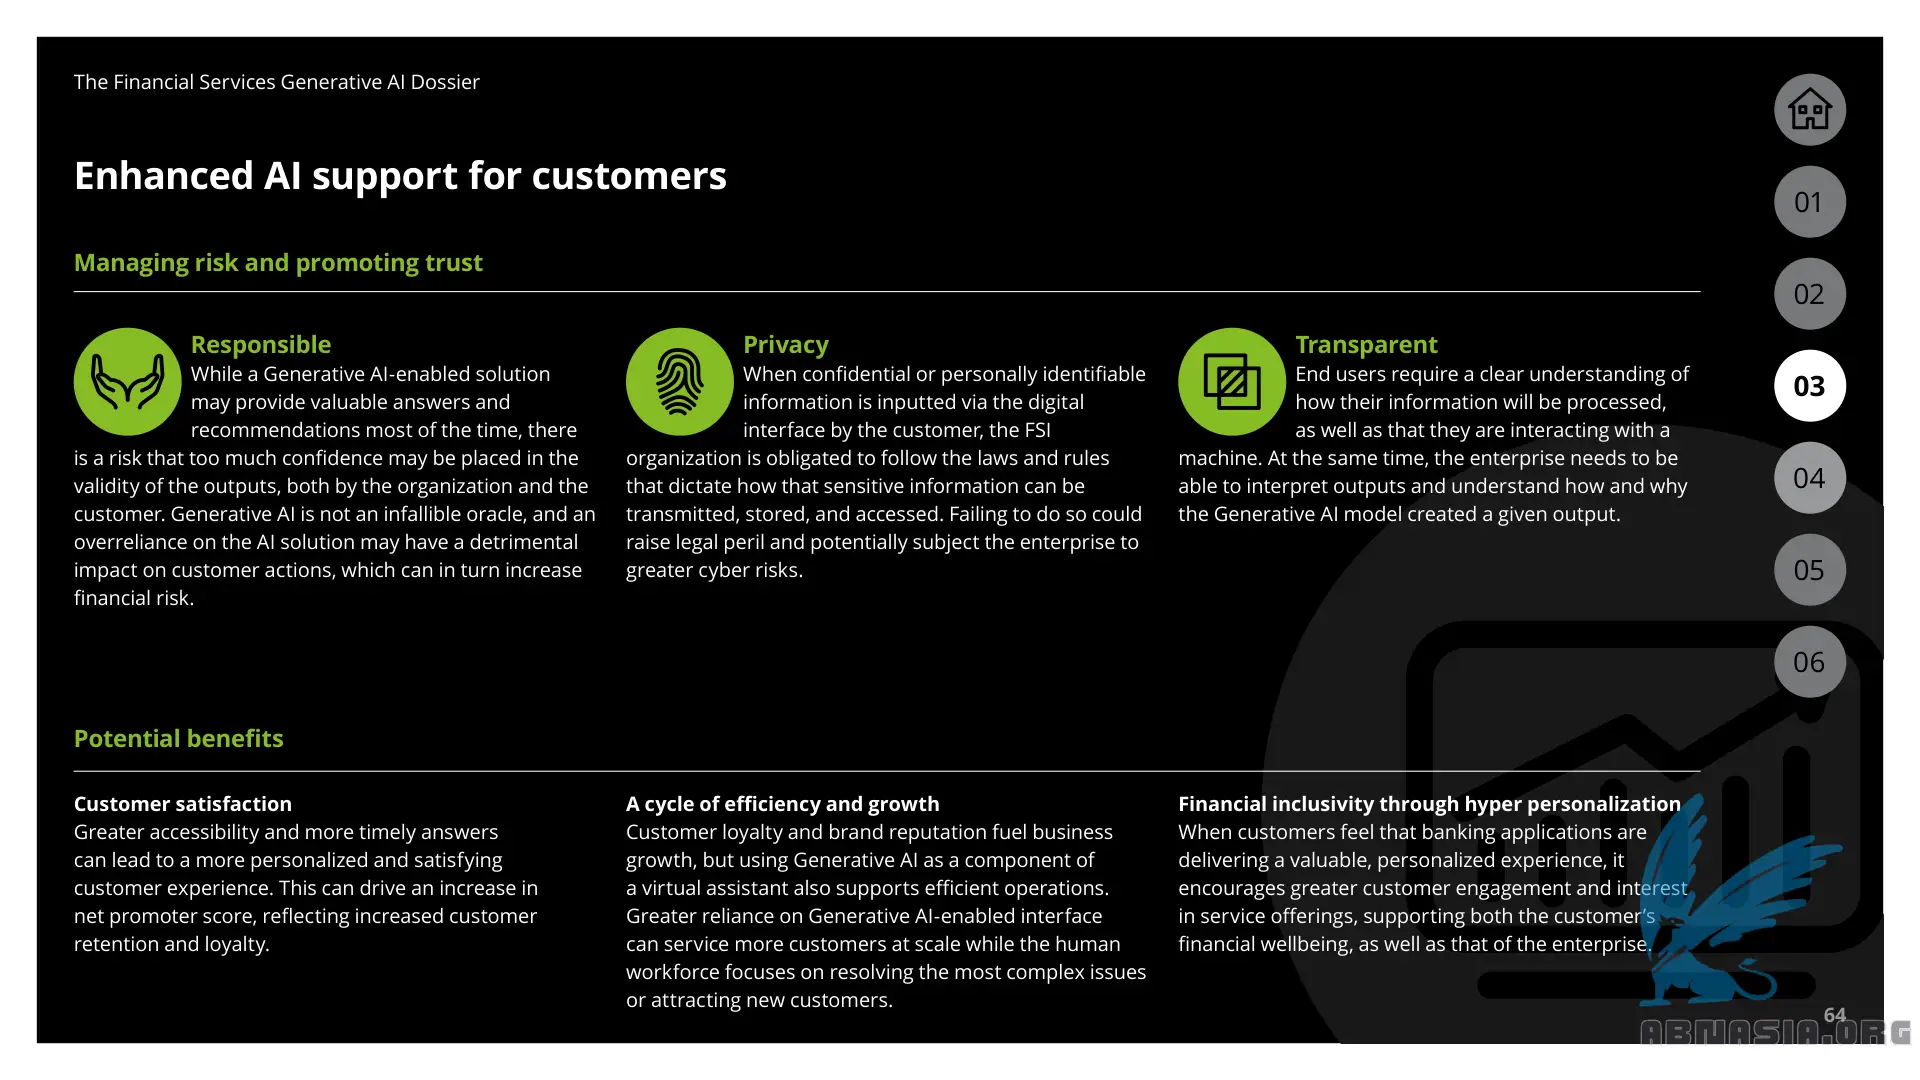 The Financial Services Generative AI Dossier
Enhanced AI support for customers
Managing risk and promoting trust
Responsible
While a Generative AI-enabled solution
may provide valuable answers and
recommendations most of the time, there
is a risk that too much confidence may be placed in the
validity of the outputs, both by the organization and the
customer. Generative AI is not an infallible oracle, and an
overreliance on the AI solution may have a detrimental
impact on customer actions, which can in turn increase
financial risk.
Privacy
When confidential or personally identifiable
information is inputted via the digital
interface by the customer, the FSI
organization is obligated to follow the laws and rules
that dictate how that sensitive information can be
transmitted, stored, and accessed. Failing to do so could
raise legal peril and potentially subject the enterprise to
greater cyber risks.
Transparent
End users require a clear understanding of
how their information will be processed,
as well as that they are interacting with a
machine. At the same time, the enterprise needs to be
able to interpret outputs and understand how and why
the Generative AI model created a given output.
Potential benefits
Customer satisfaction
Greater accessibility and more timely answers
can lead to a more personalized and satisfying
customer experience. This can drive an increase in
net promoter score, reflecting increased customer
retention and loyalty.
A cycle of efficiency and growth
Customer loyalty and brand reputation fuel business
growth, but using Generative AI as a component of
a virtual assistant also supports efficient operations.
Greater reliance on Generative AI-enabled interface
can service more customers at scale while the human
workforce focuses on resolving the most complex issues
or attracting new customers.
Financial inclusivity through hyper personalization
When customers feel that banking applications are
delivering a valuable, personalized experience, it
encourages greater customer engagement and interest
in service offerings, supporting both the customer's
financial wellbeing, as well as that of the enterprise.
01
02
03
04
05
06
64
ABMASIA.ORG